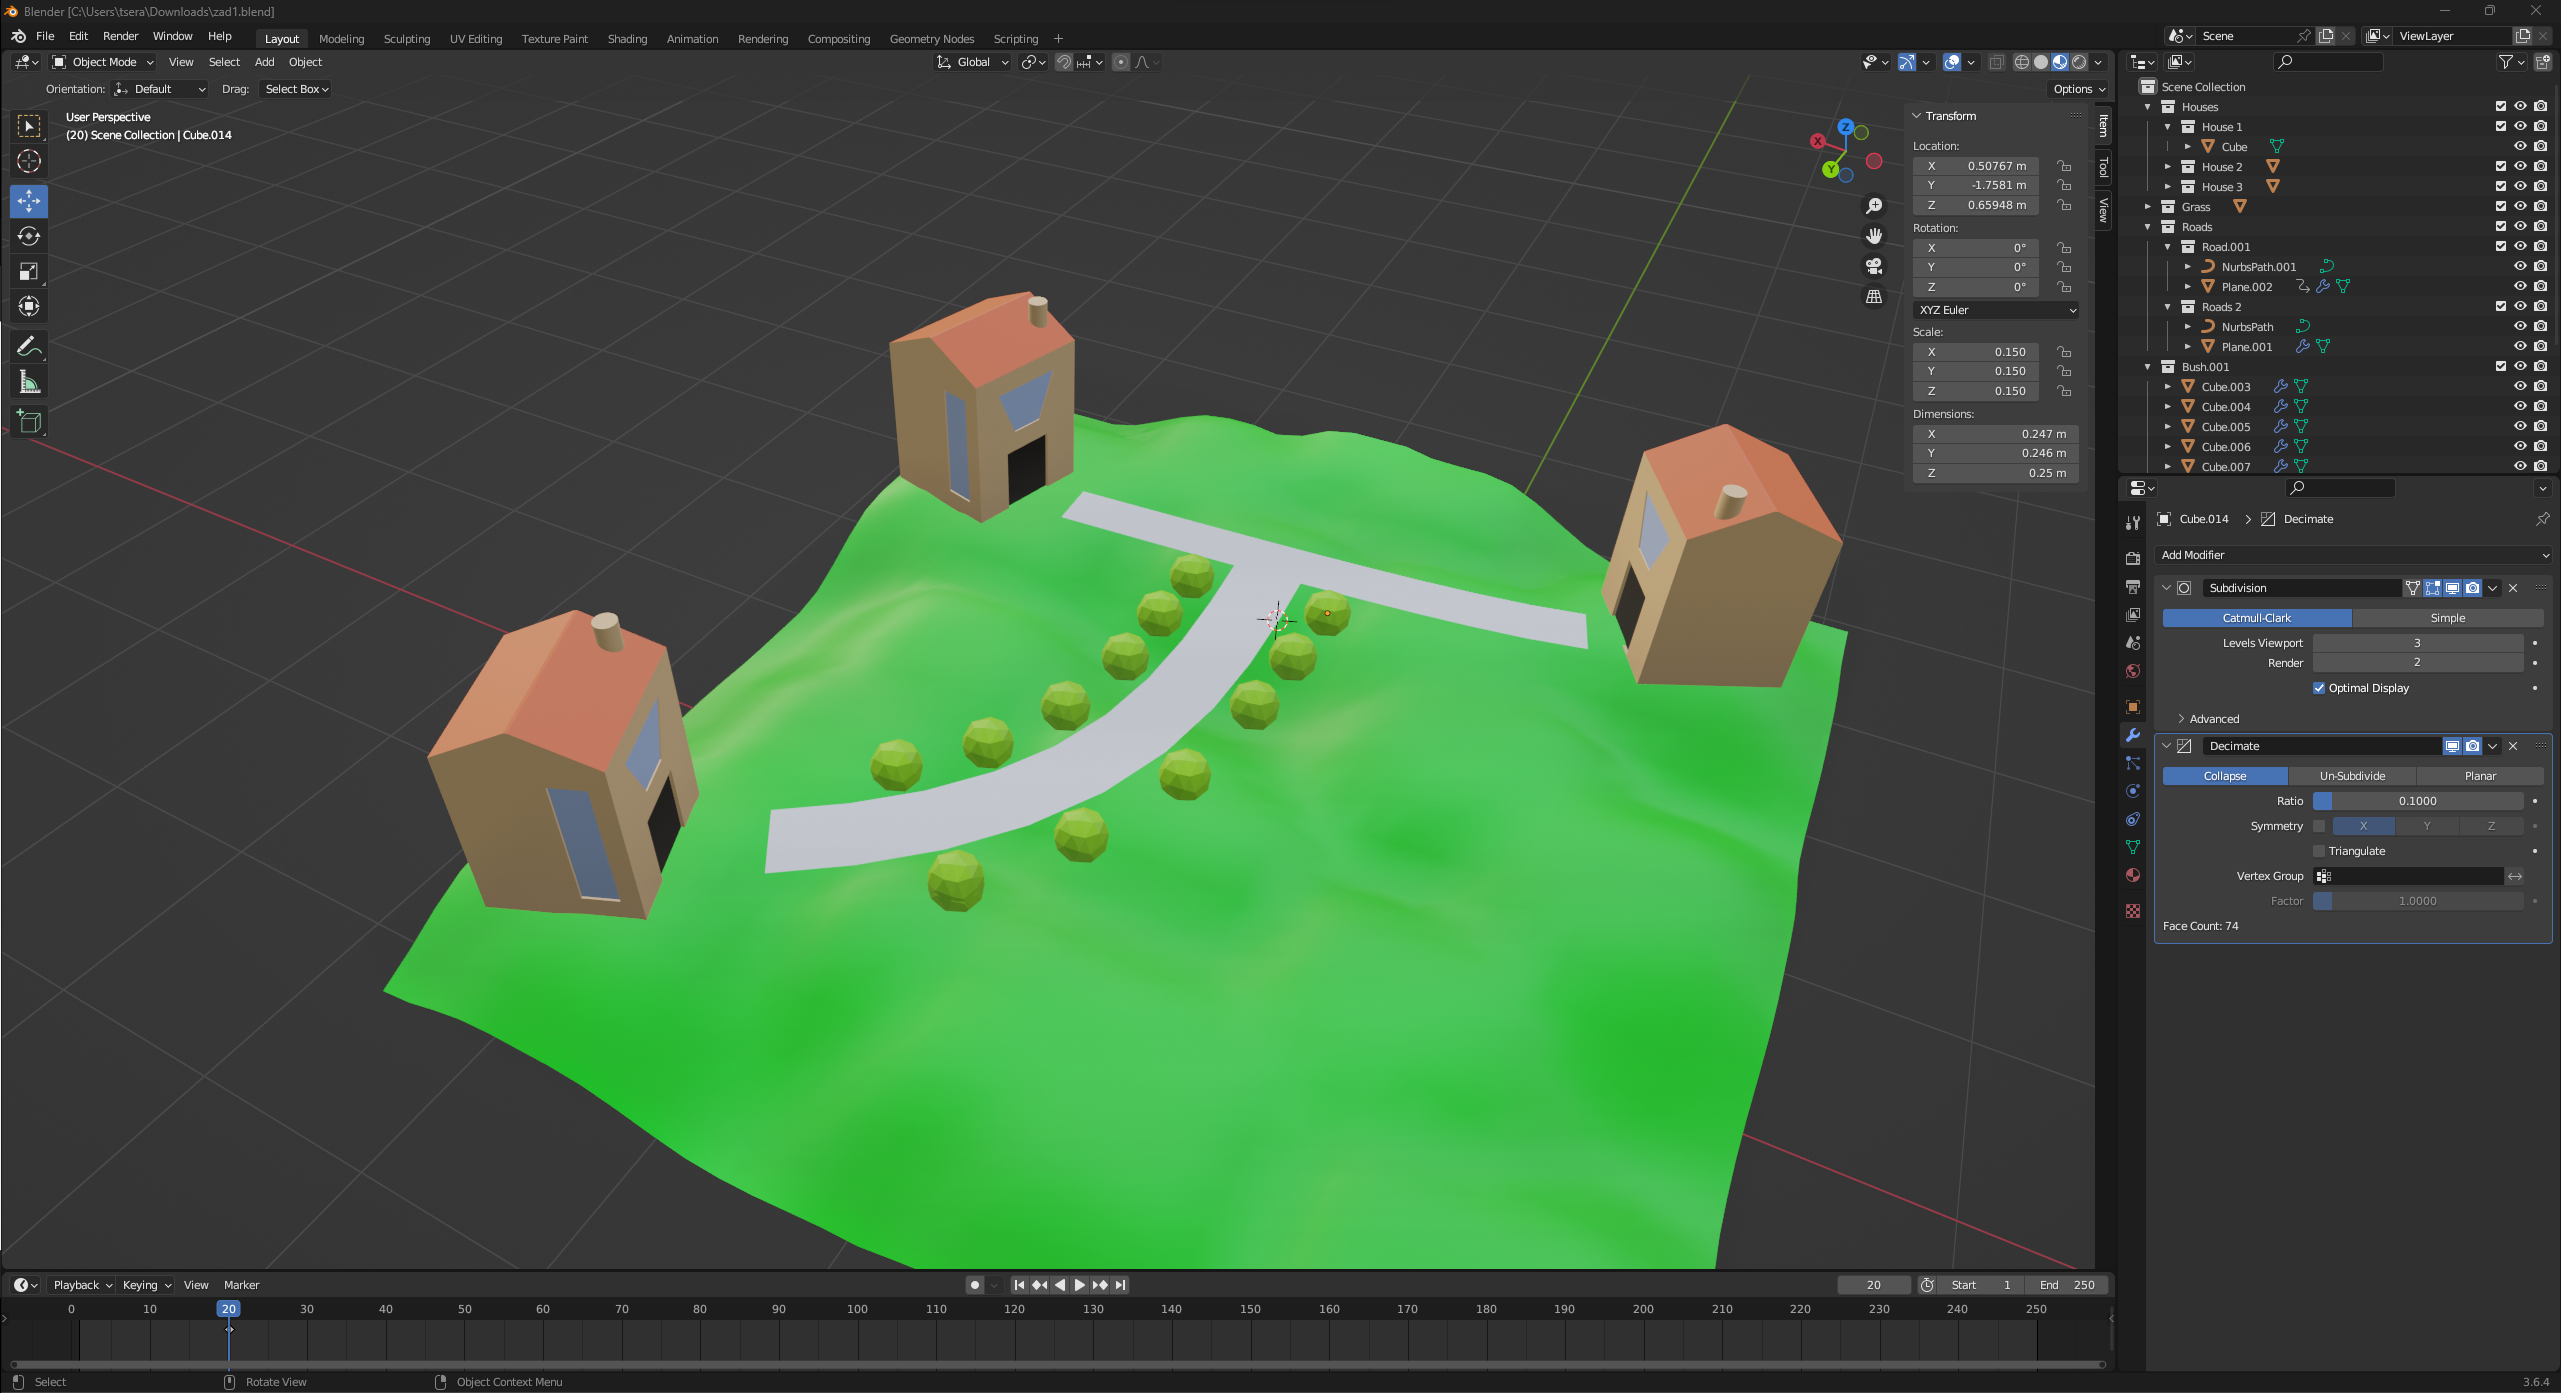 Blender [C:\Users\tsera\Downloads\zad1.blend]
File Edit Render Window Help Layout Modeling Sculpting UV Editing Texture Paint Shading Animation Rendering Compositing Geometry Nodes Scripting + Scene ViewLayer
Object Mode View Select Add Object Global
Orientation: Default Drag: Select Box Options
User Perspective
(20) Scene Collection | Cube.014
X
Y
Z
Item
Tool
View
Transform
Location:
X 0.50767 m
Y -1.7581 m
Z 0.65948 m
Rotation:
X 0°
Y 0°
Z 0°
XYZ Euler
Scale:
X 0.150
Y 0.150
Z 0.150
Dimensions:
X 0.247 m
Y 0.246 m
Z 0.25 m
Scene Collection
Houses
House 1
Cube
House 2
House 3
Grass
Roads
Road.001
NurbsPath.001
Plane.002
Roads 2
NurbsPath
Plane.001
Bush.001
Cube.003
Cube.004
Cube.005
Cube.006
Cube.007
Cube.014 > Decimate
Add Modifier
Subdivision
Catmull-Clark Simple
Levels Viewport 3
Render 2
Optimal Display
Advanced
Decimate
Collapse Un-Subdivide Planar
Ratio 0.1000
Symmetry X Y Z
Triangulate
Vertex Group
Factor 1.0000
Face Count: 74
Playback Keying View Marker 20 Start 1 End 250
0 10 20 30 40 50 60 70 80 90 100 110 120 130 140 150 160 170 180 190 200 210 220 230 240 250
Select Rotate View Object Context Menu 3.6.4